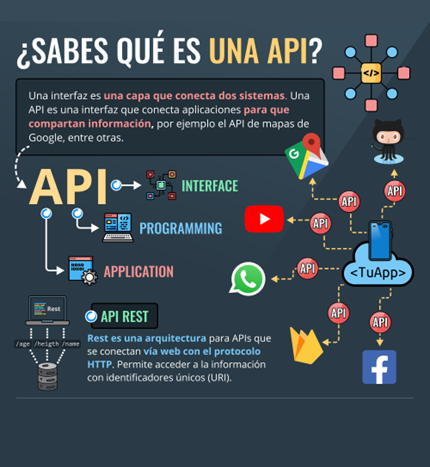 ¿SABES QUÉ ES UNA API?
</>
Una interfaz es una capa que conecta dos sistemas. Una
API es una interfaz que conecta aplicaciones para que
compartan información, por ejemplo el API de mapas de
Google, entre otras.
G
API
INTERFACE
PROGRAMMING
APPLICATION
API
API
API
API
API
API
<TuApp>
f
Rest
/age /heigth /name
API REST
Rest es una arquitectura para APIs que
se conectan vía web con el protocolo
HTTP. Permite acceder a la información
con identificadores únicos (URI).